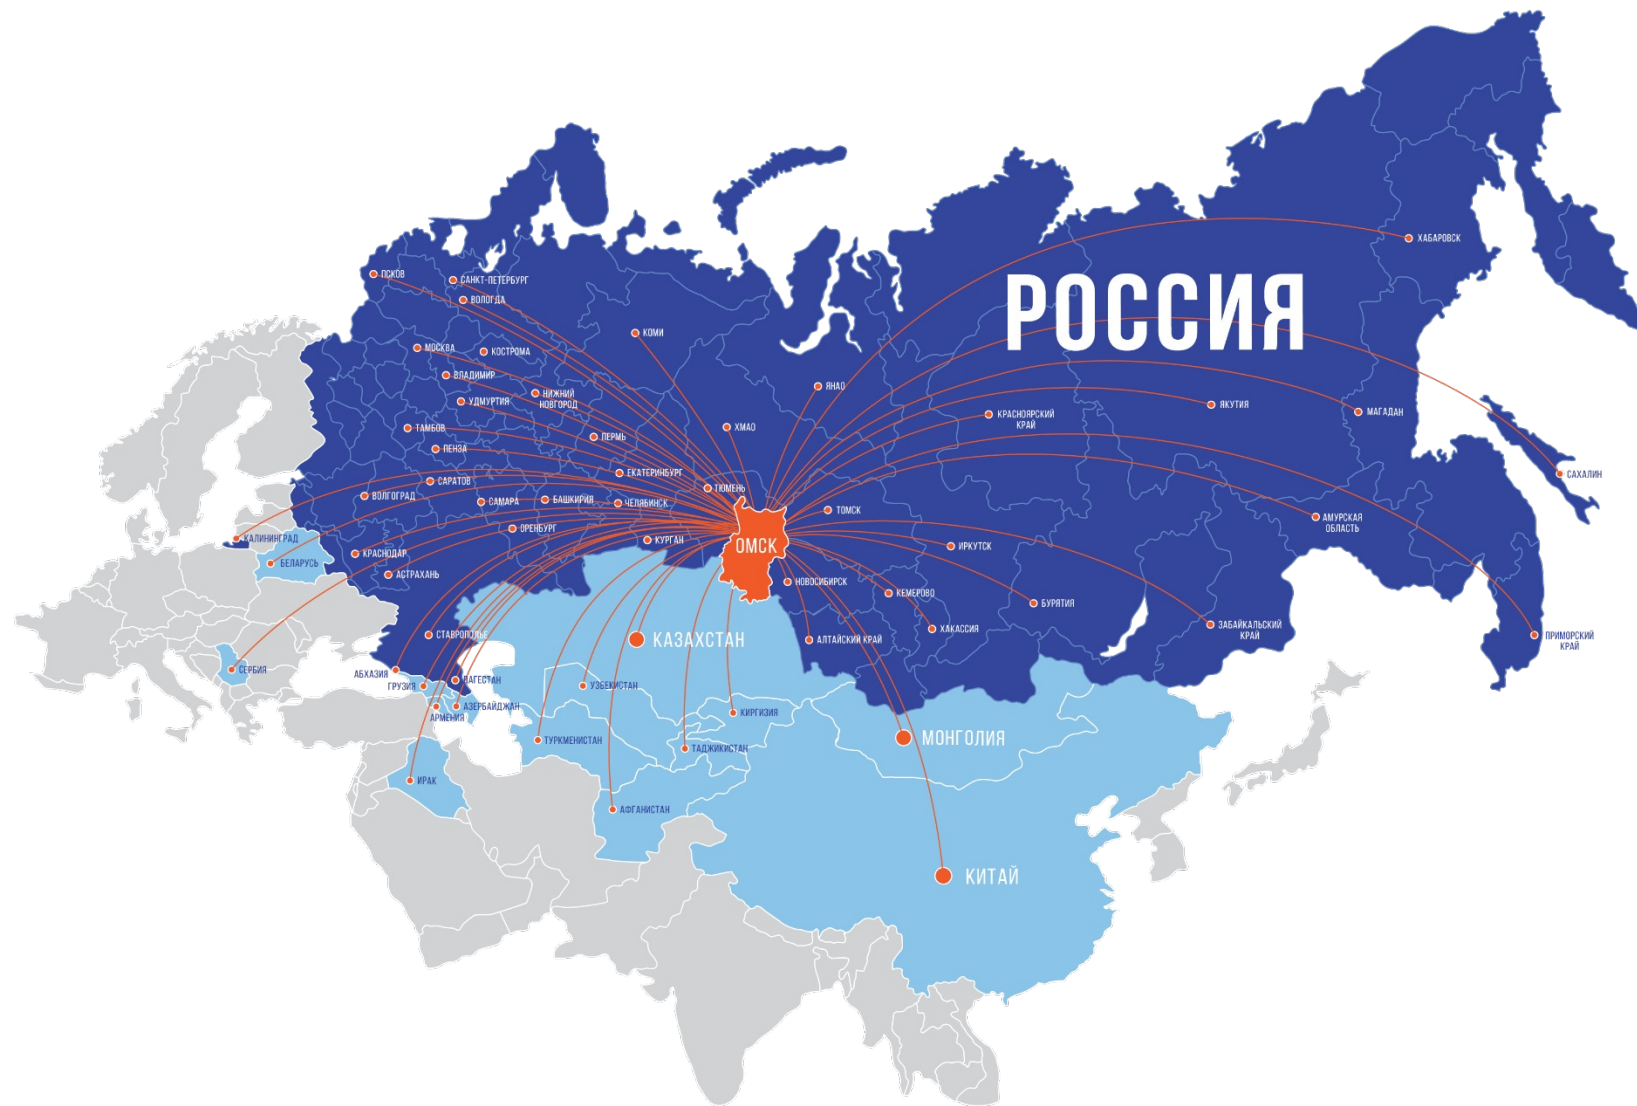 ХАБАРОВСК
РОССИЯ
ПСКОВ
САНКТ-ПЕТЕРБУРГ
ВОЛОГДА
КОМИ
МОСКВА
КОСТРОМА
ВЛАДИМИР
НИЖНИЙ
НОВГОРОД
УДМУРТИЯ
ЯНАО
КРАСНОЯРСКИЙ
КРАЙ
ЯКУТИЯ
МАГАДАН
ТАМБОВ
ПЕРМЬ
ХМАО
ПЕНЗА
ЕКАТЕРИНБУРГ
САХАЛИН
САРАТОВ
ТЮМЕНЬ
ВОЛГОГРАД
САМАРА
БАШКИРИЯ
ЧЕЛЯБИНСК
ТОМСК
АМУРСКАЯ
ОБЛАСТЬ
ОРЕНБУРГ
КАЛИНИНГРАД
КУРГАН
ОМСК
ИРКУТСК
КРАСНОДАР
БЕЛАРУСЬ
АСТРАХАНЬ
НОВОСИБИРСК
КЕМЕРОВО
БУРЯТИЯ
ХАКАССИЯ
ЗАБАЙКАЛЬСКИЙ
КРАЙ
СТАВРОПОЛЬЕ
КАЗАХСТАН
АЛТАЙСКИЙ КРАЙ
ПРИМОРСКИЙ
КРАЙ
СЕРБИЯ
АБХАЗИЯ
ДАГЕСТАН
ГРУЗИЯ
УЗБЕКИСТАН
АЗЕРБАЙДЖАН
АРМЕНИЯ
КИРГИЗИЯ
ТУРКМЕНИСТАН
ТАДЖИКИСТАН
МОНГОЛИЯ
ИРАК
АФГАНИСТАН
КИТАЙ